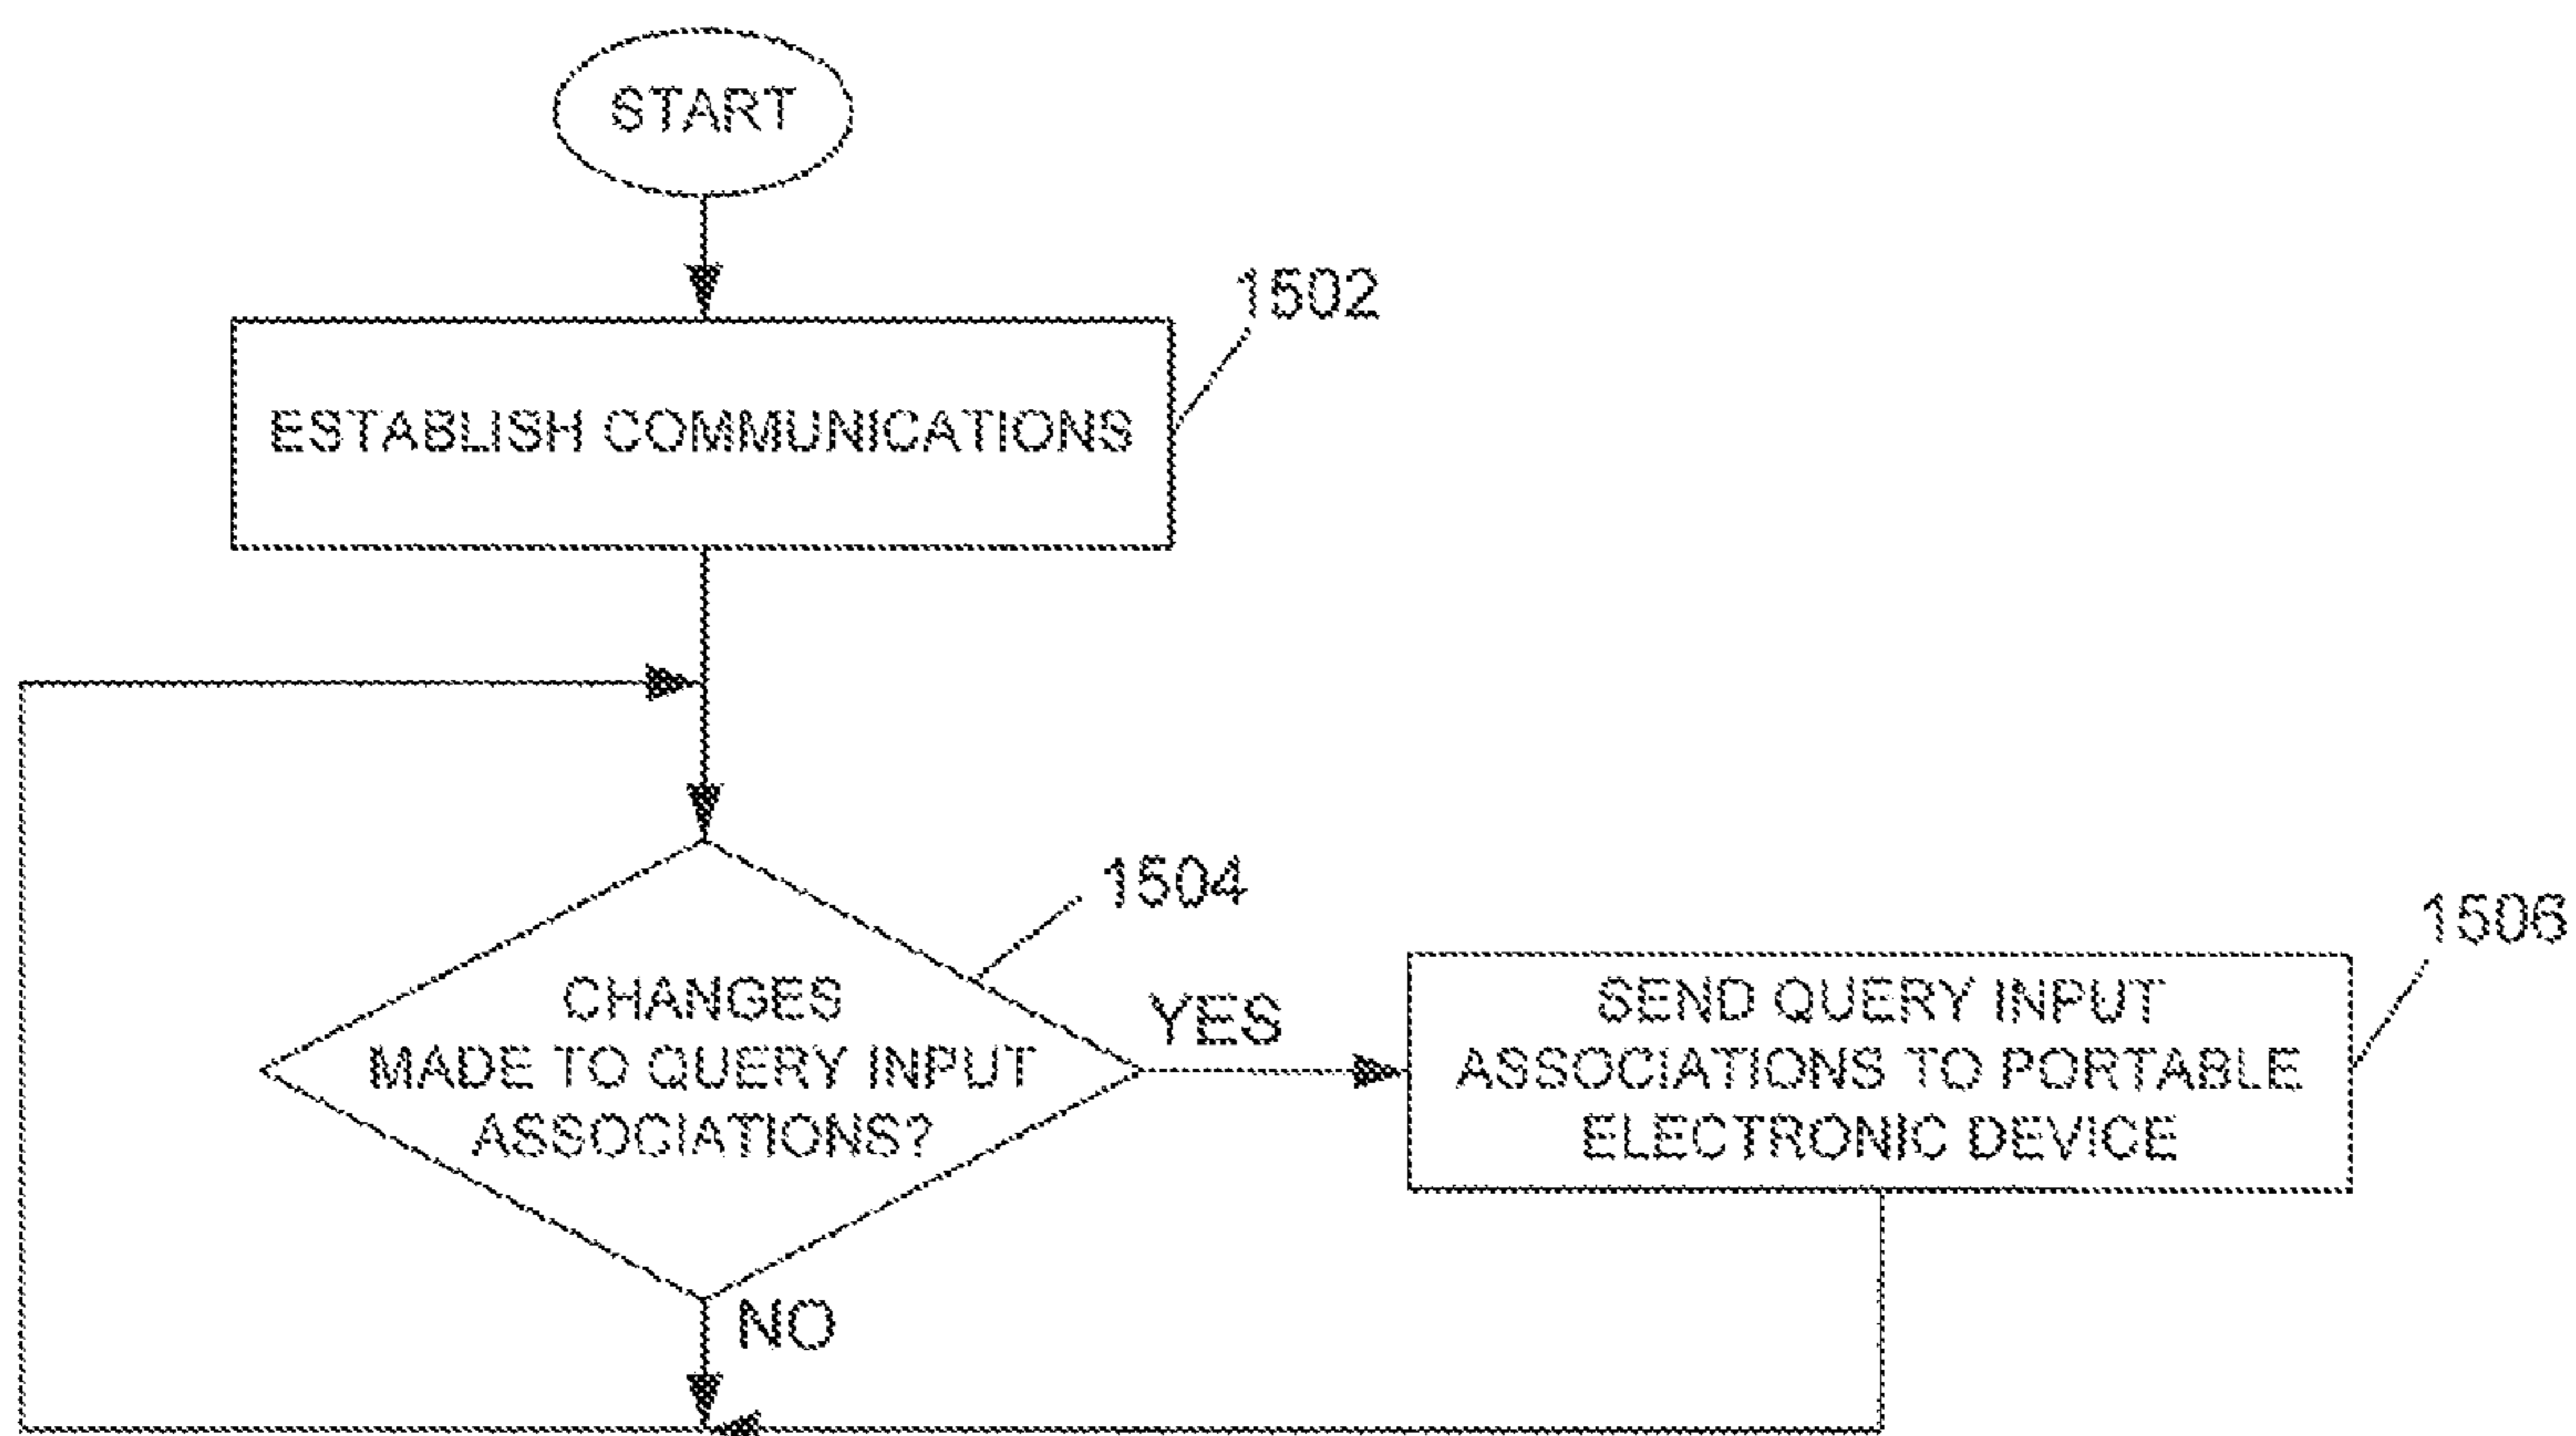 START
1502
ESTABLISH COMMUNICATIONS
1504
CHANGES
MADE TO QUERY INPUT
ASSOCIATIONS?
YES
1506
SEND QUERY INPUT
ASSOCIATIONS TO PORTABLE
ELECTRONIC DEVICE
NO